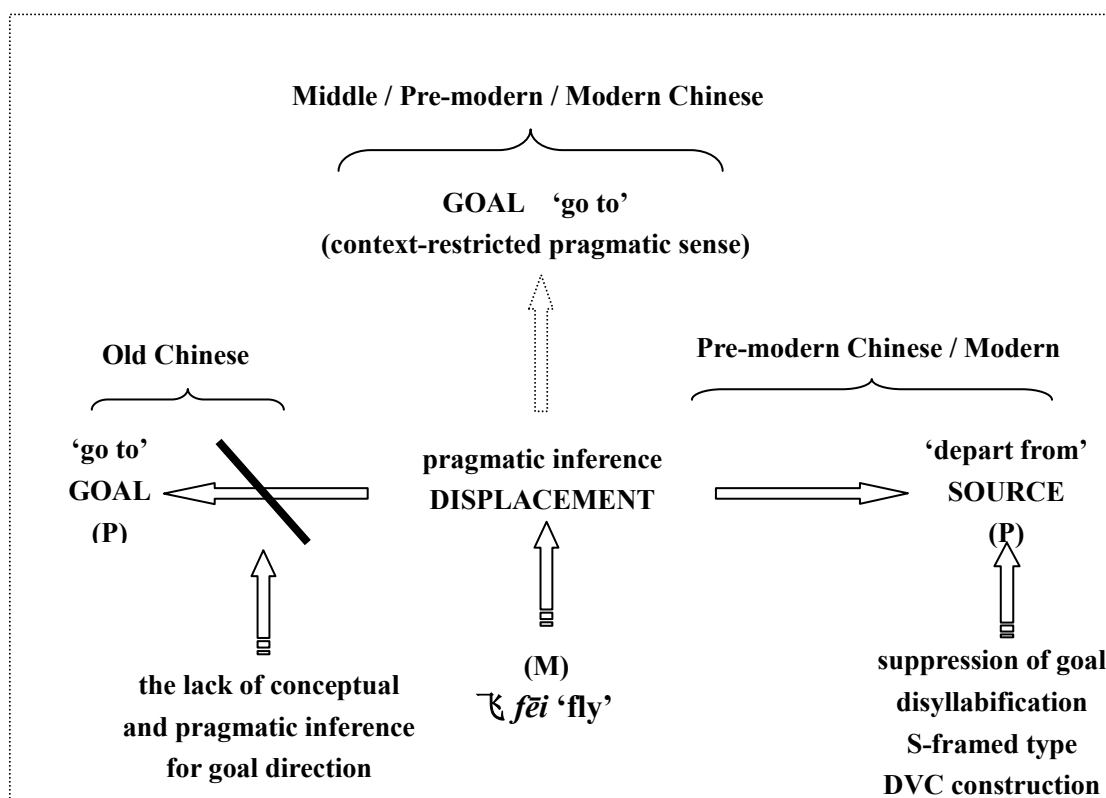 Middle / Pre-modern / Modern Chinese
GOAL ‘go to’
(context-restricted pragmatic sense)
Old Chinese
Pre-modern Chinese / Modern
‘go to’
GOAL
(P)
pragmatic inference
DISPLACEMENT
‘depart from’
SOURCE
(P)
the lack of conceptual
and pragmatic inference
for goal direction
(M)
飞 fēi ‘fly’
suppression of goal
disyllabification
S-framed type
DVC construction